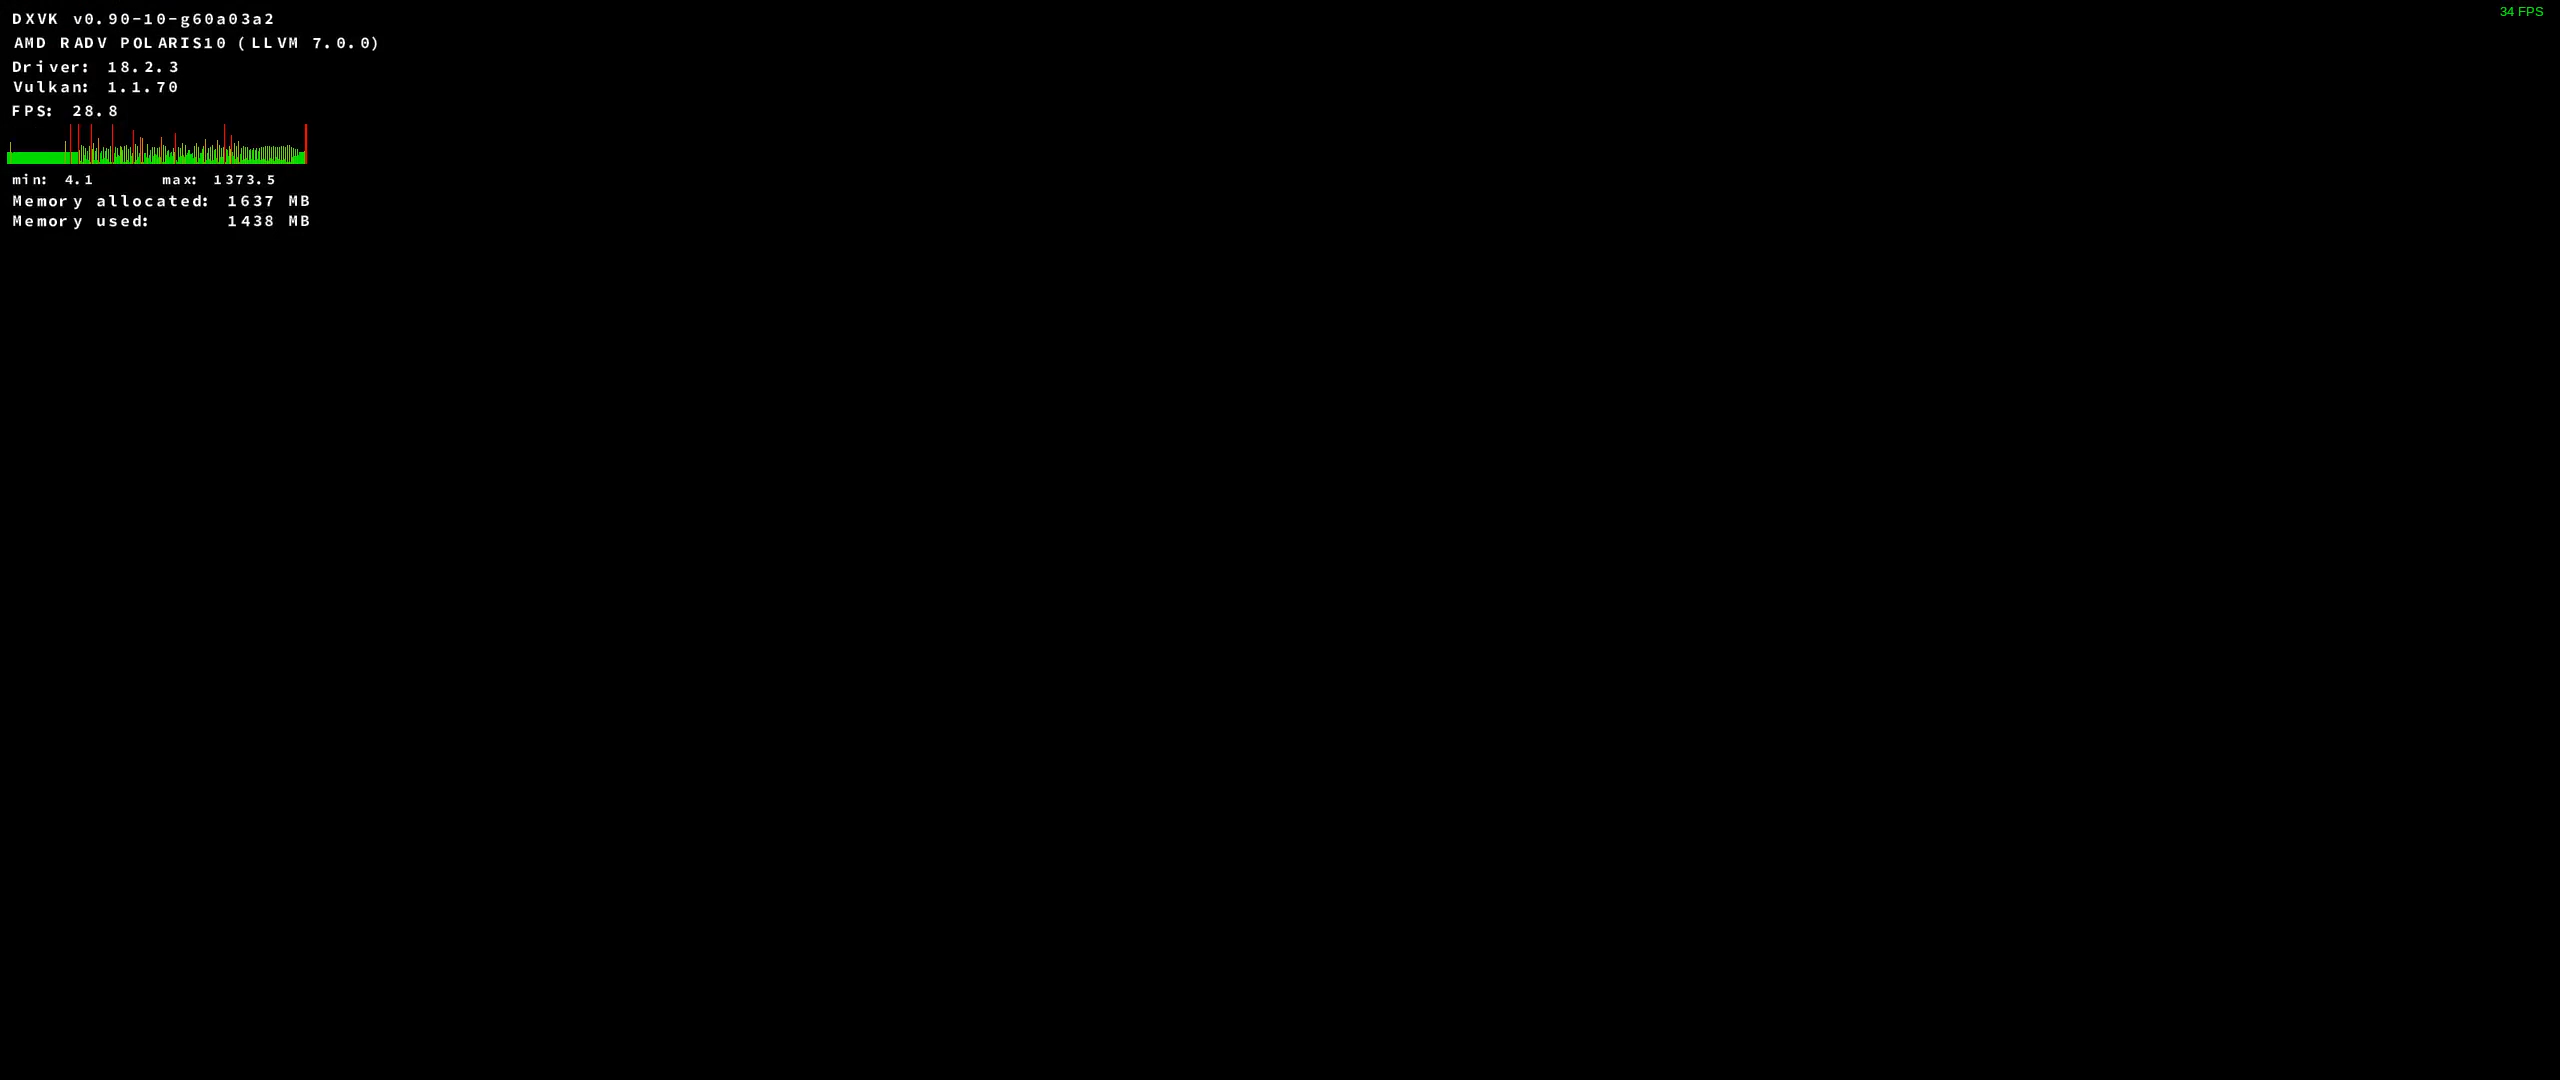 DXVK v0.90-10-g60a03a2
34 FPS
AMD RADV POLARIS10 (LLVM 7.0.0)
Driver: 18.2.3
Vulkan: 1.1.70
FPS: 28.8
min: 4.1 max: 1373.5
Memory allocated: 1637 MB
Memory used: 1438 MB